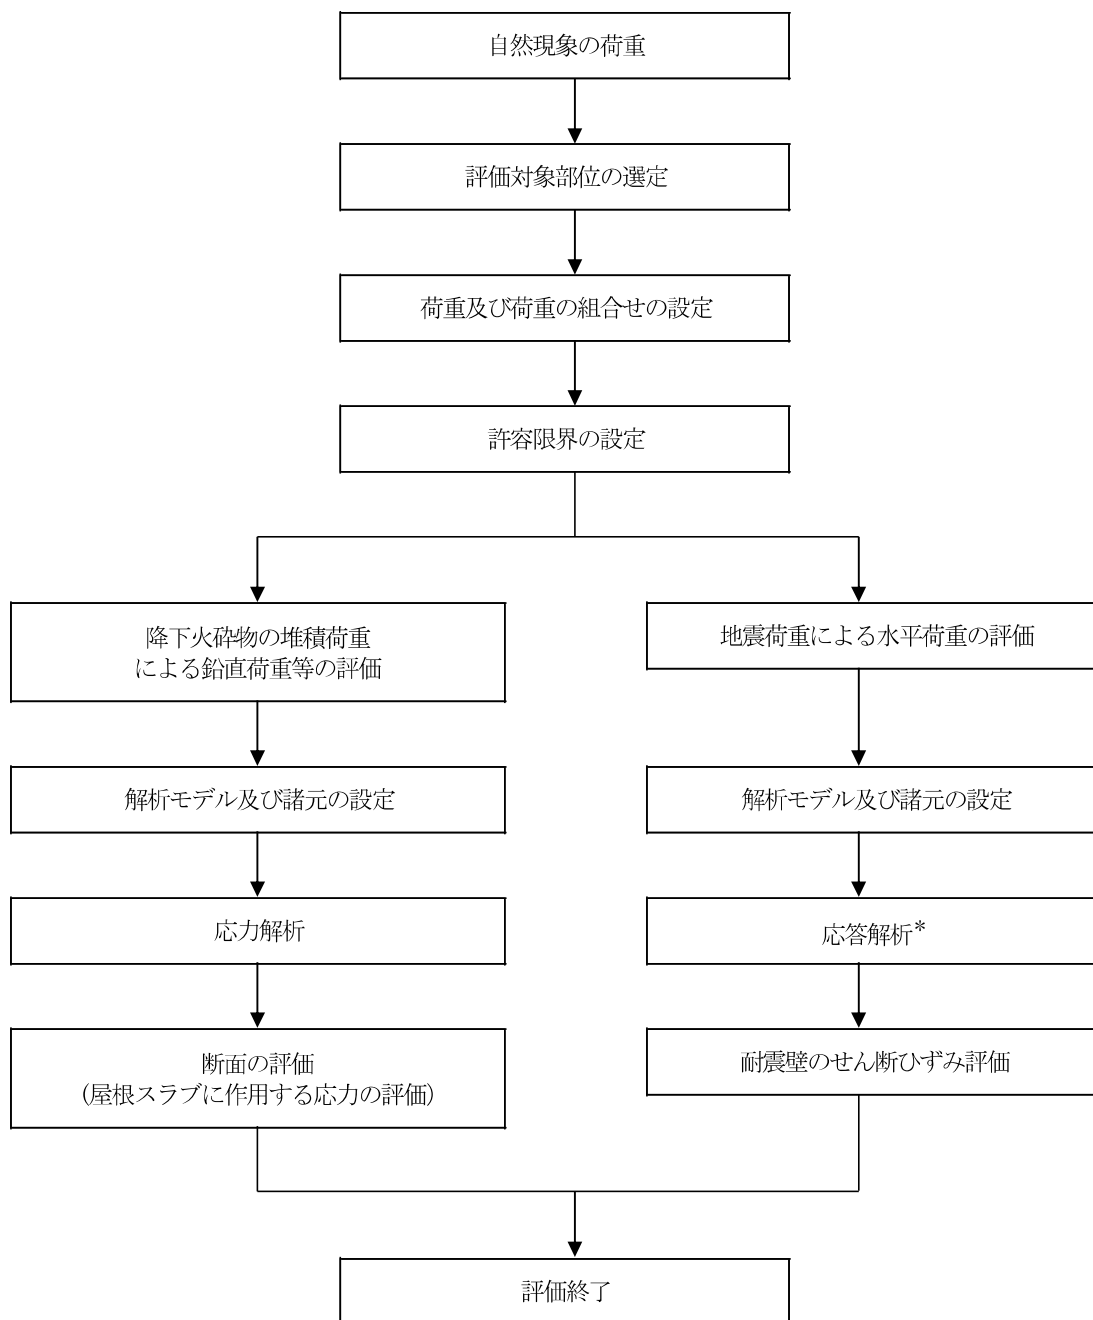 自然現象の荷重
評価対象部位の選定
荷重及び荷重の組合せの設定
許容限界の設定
降下火砕物の堆積荷重
による鉛直荷重等の評価
解析モデル及び諸元の設定
応力解析
断面の評価
(屋根スラブに作用する応力の評価)
地震荷重による水平荷重の評価
解析モデル及び諸元の設定
応答解析*
耐震壁のせん断ひずみ評価
評価終了